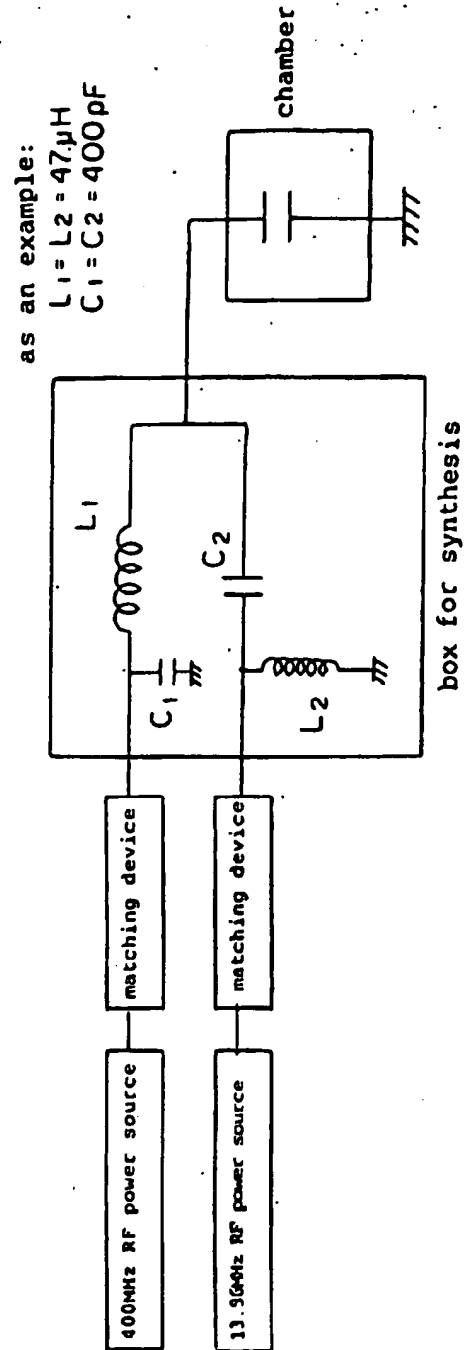 as an example:
L1 = L2 = 47μH
C1 = C2 = 400pF
400MHz RF power source
matching device
C1
L1
chamber
13.56MHz RF power source
matching device
L2
C2
box for synthesis